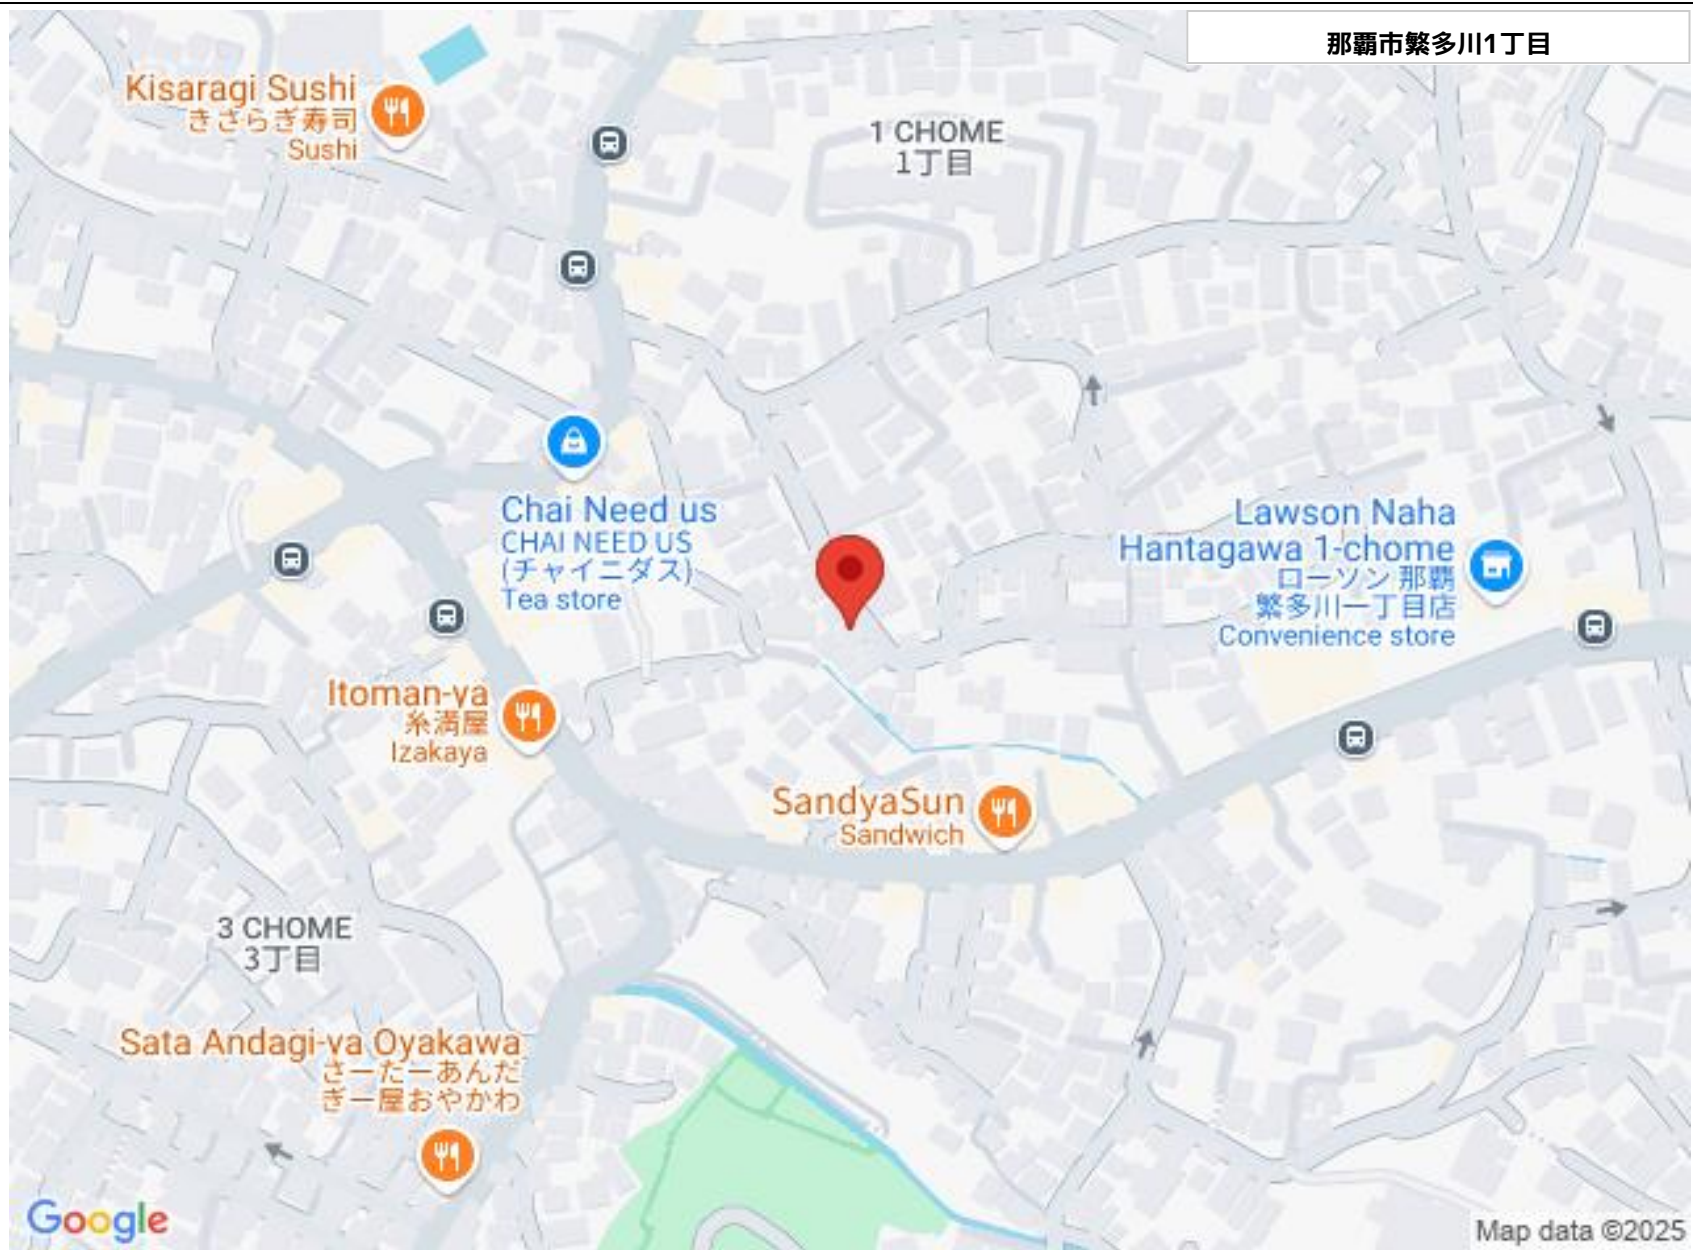 那覇市繁多川1丁目
Kisaragi Sushi
きさらぎ寿司
Sushi
1 CHOME
1丁目
Chai Need us
CHAI NEED US
(チャイニダス)
Tea store
Lawson Naha
Hantagawa 1-chome
ローソン 那覇
繁多川一丁目店
Convenience store
Itoman-ya
糸満屋
Izakaya
SandyaSun
Sandwich
3 CHOME
3丁目
Sata Andagi-ya Oyakawa
さーたーあんだ
ぎー屋おやかわ
Google
Map data ©2025